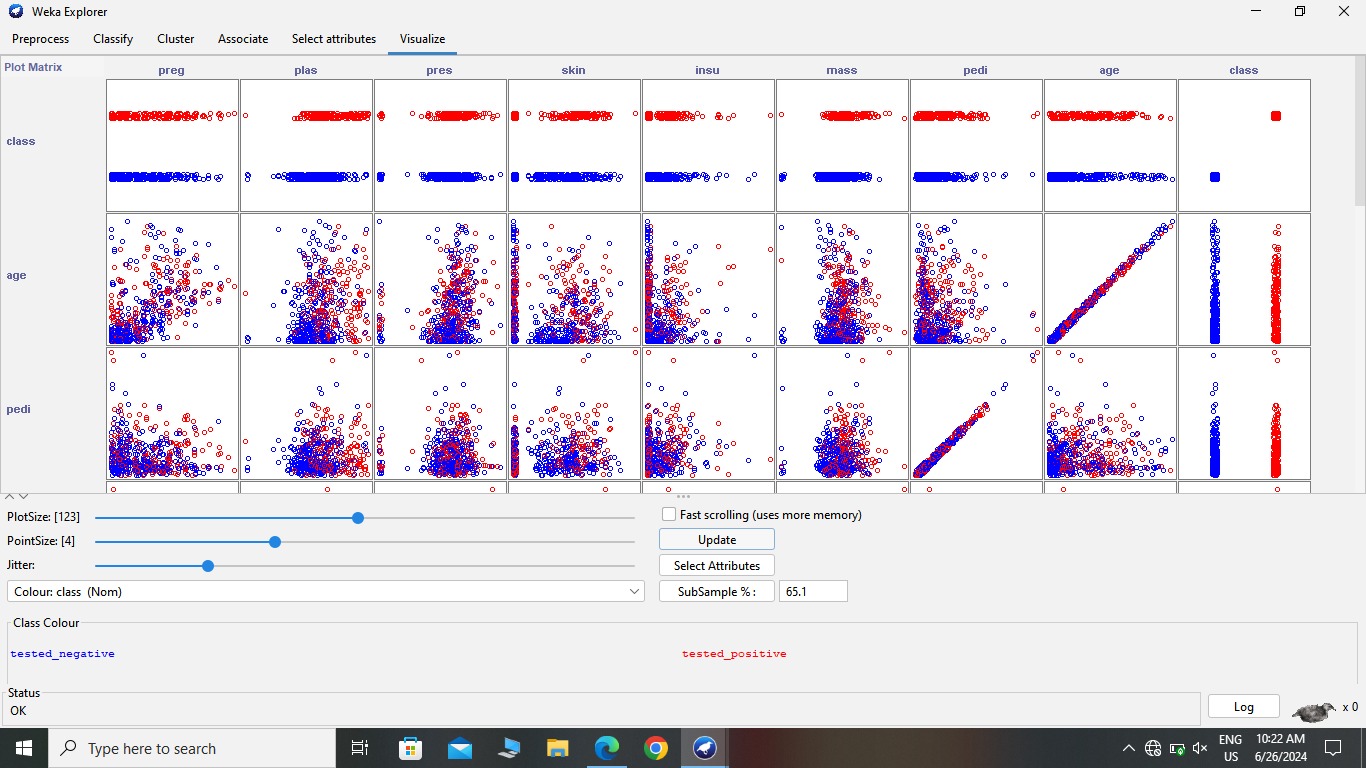 Weka Explorer
Preprocess Classify Cluster Associate Select attributes Visualize
Plot Matrix preg plas pres skin insu mass pedi age class
class
age
pedi
PlotSize: [123]
Fast scrolling (uses more memory)
PointSize: [4]
Update
Jitter:
Select Attributes
Colour: class (Nom)
SubSample % : 65.1
Class Colour
tested_negative tested_positive
Status
OK
Log
x 0
Type here to search
ENG
US
10:22 AM
6/26/2024